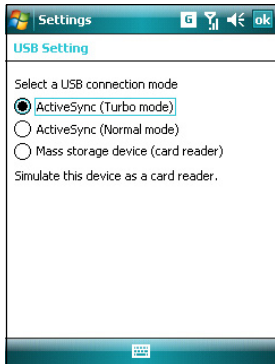 Settings
G
ok
USB Setting
Select a USB connection mode
ActiveSync (Turbo mode)
ActiveSync (Normal mode)
Mass storage device (card reader)
Simulate this device as a card reader.